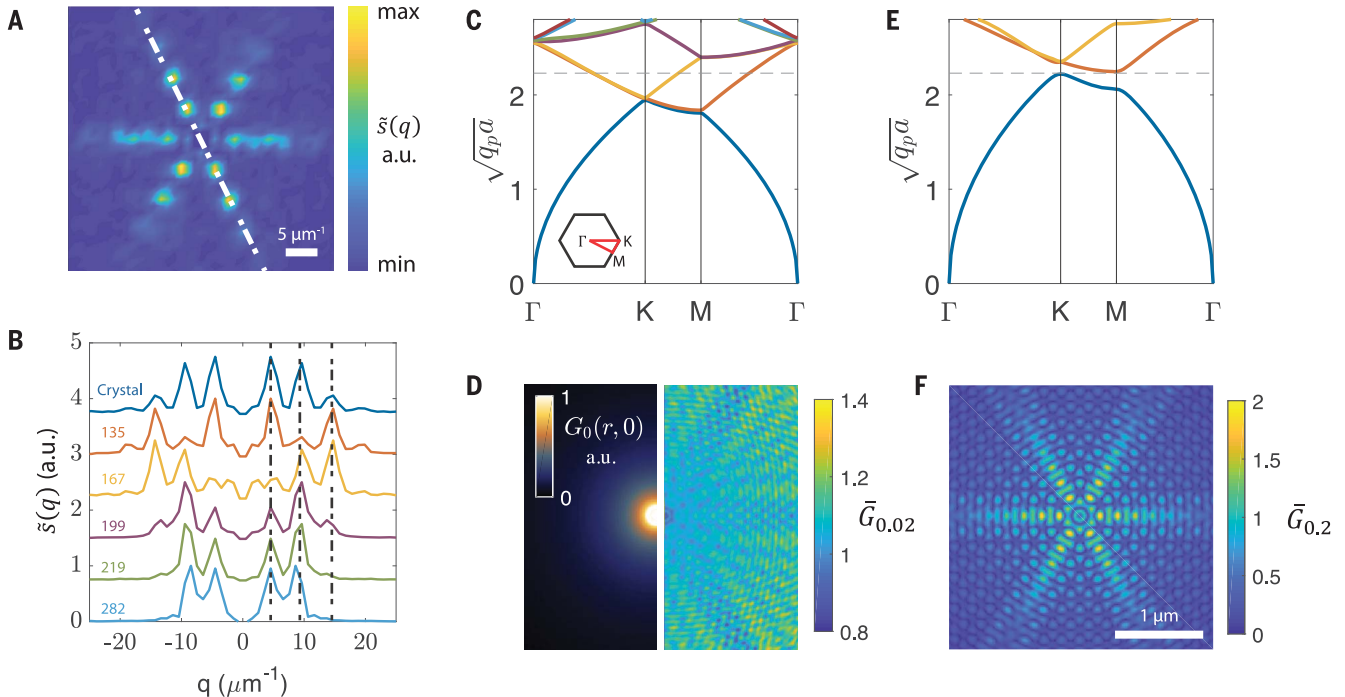 A
max
s̃(q)
a.u.
min
5 μm⁻¹
B
s̃(q) (a.u.)
5
4
3
2
1
0
Crystal
135
167
199
219
282
-20
-10
0
10
20
q (μm⁻¹)
C
√qₚa
2
1
0
Γ
K
M
Γ
K
M
Γ
D
1
G₀(r, 0)
a.u.
0
1.4
1.2
1
0.8
Ḡ₀.₀₂
E
√qₚa
2
1
0
Γ
K
M
Γ
F
1 μm
2
1.5
1
0.5
0
Ḡ₀.₂